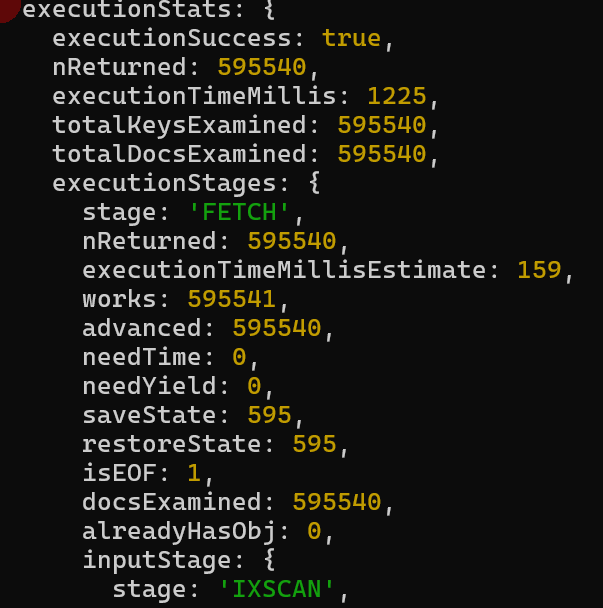 executionStats: {
executionSuccess: true,
nReturned: 595540,
executionTimeMillis: 1225,
totalKeysExamined: 595540,
totalDocsExamined: 595540,
executionStages: {
stage: 'FETCH',
nReturned: 595540,
executionTimeMillisEstimate: 159,
works: 595541,
advanced: 595540,
needTime: 0,
needYield: 0,
saveState: 595,
restoreState: 595,
isEOF: 1,
docsExamined: 595540,
alreadyHasObj: 0,
inputStage: {
stage: 'IXSCAN',